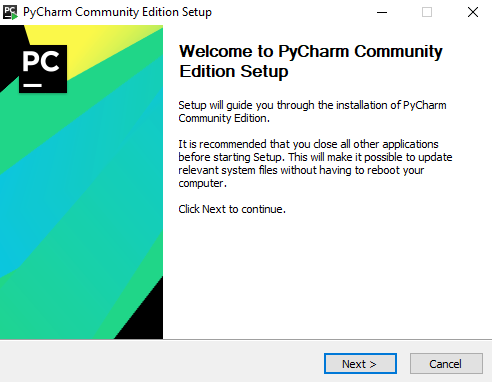 PyCharm Community Edition Setup
PC
Welcome to PyCharm Community
Edition Setup
Setup will guide you through the installation of PyCharm
Community Edition.
It is recommended that you close all other applications
before starting Setup. This will make it possible to update
relevant system files without having to reboot your
computer.
Click Next to continue.
Next >
Cancel